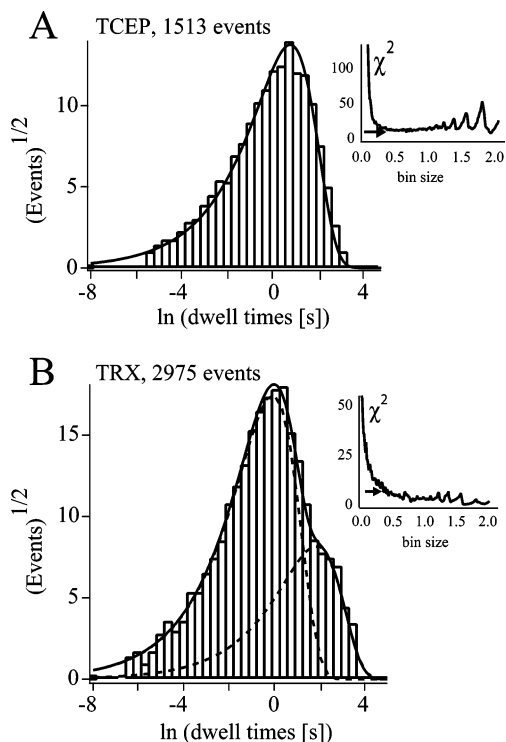 A
TCEP, 1513 events
(Events)^1/2
10
5
0
-8
-4
0
4
ln (dwell times [s])
χ²
100
50
0
0.0
0.5
1.0
1.5
2.0
bin size
B
TRX, 2975 events
(Events)^1/2
15
10
5
0
-8
-4
0
4
ln (dwell times [s])
χ²
50
25
0
0.0
0.5
1.0
1.5
2.0
bin size